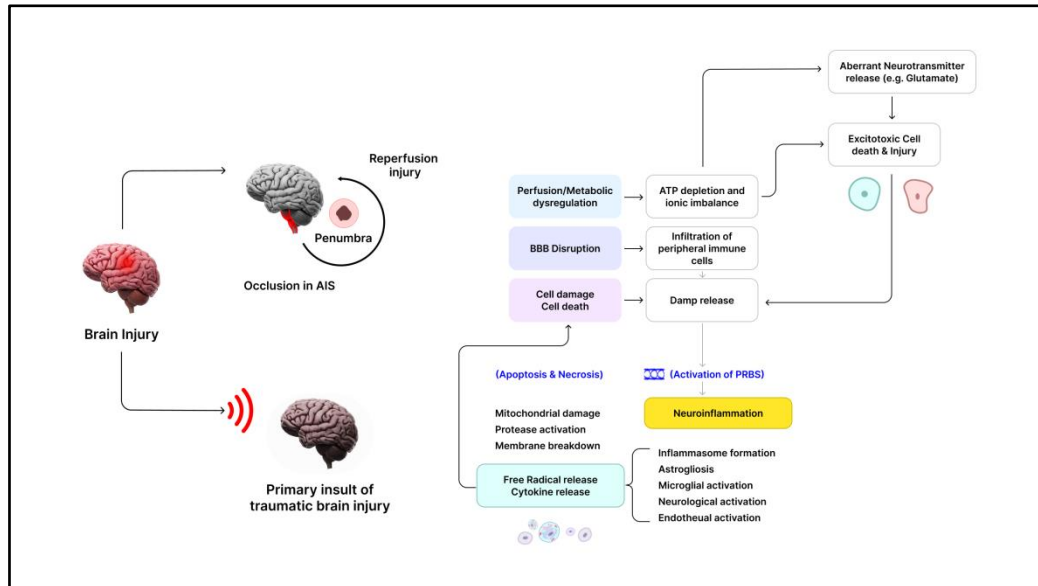 Reperfusion
injury
Penumbra
Occlusion in AIS
Brain Injury
Primary insult of
traumatic brain injury
Aberrant Neurotransmitter
release (e.g. Glutamate)
Excitotoxic Cell
death & Injury
Perfusion/Metabolic
dysregulation
ATP depletion and
ionic imbalance
BBB Disruption
Infiltration of
peripheral immune
cells
Cell damage
Cell death
Damp release
(Apoptosis & Necrosis)
(Activation of PRBS)
Mitochondrial damage
Protease activation
Membrane breakdown
Neuroinflammation
Free Radical release
Cytokine release
Inflammasome formation
Astrogliosis
Microglial activation
Neurological activation
Endotheual activation